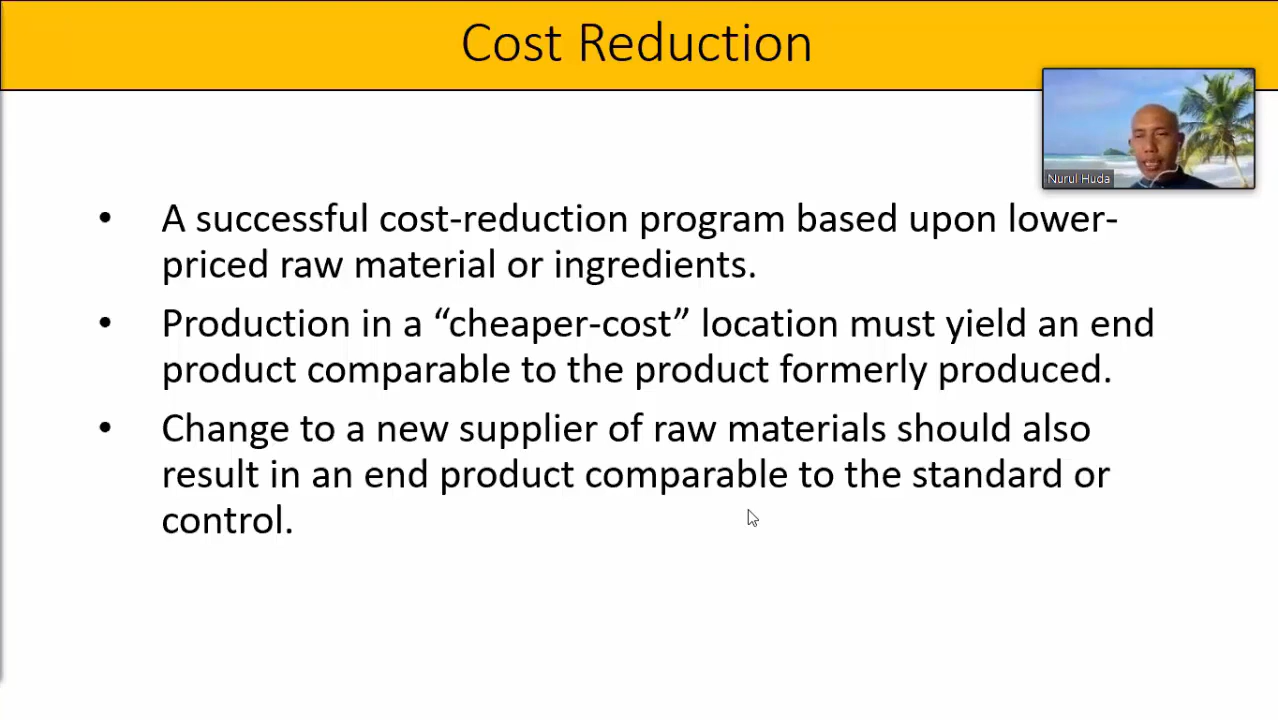 Cost Reduction
Nurul Huda
• A successful cost-reduction program based upon lower-
priced raw material or ingredients.
• Production in a “cheaper-cost” location must yield an end
product comparable to the product formerly produced.
• Change to a new supplier of raw materials should also
result in an end product comparable to the standard or
control.